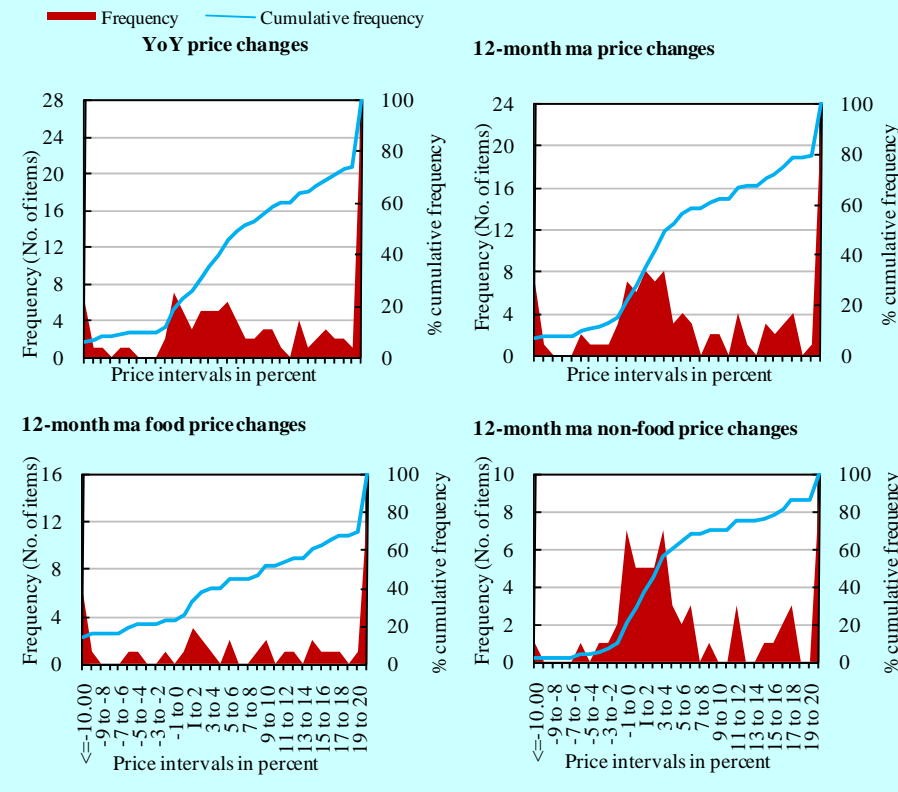 Frequency Cumulative frequency
YoY price changes
28
24
20
16
12
8
4
0
100
80
60
40
20
0
Frequency (No. of items)
% cumulative frequency
Price intervals in percent
12-month ma price changes
24
20
16
12
8
4
0
100
80
60
40
20
0
Frequency (No. of items)
% cumulative frequency
Price intervals in percent
12-month ma food price changes
16
12
8
4
0
100
80
60
40
20
0
Frequency (No. of items)
% cumulative frequency
<=-10.00
-9 to -8
-7 to -6
-5 to -4
-3 to -2
-1 to 0
1 to 2
3 to 4
5 to 6
7 to 8
9 to 10
11 to 12
13 to 14
15 to 16
17 to 18
19 to 20
Price intervals in percent
12-month ma non-food price changes
10
8
6
4
2
0
100
80
60
40
20
0
Frequency (No. of items)
% cumulative frequency
<=-10.00
-9 to -8
-7 to -6
-5 to -4
-3 to -2
-1 to 0
1 to 2
3 to 4
5 to 6
7 to 8
9 to 10
11 to 12
13 to 14
15 to 16
17 to 18
19 to 20
Price intervals in percent